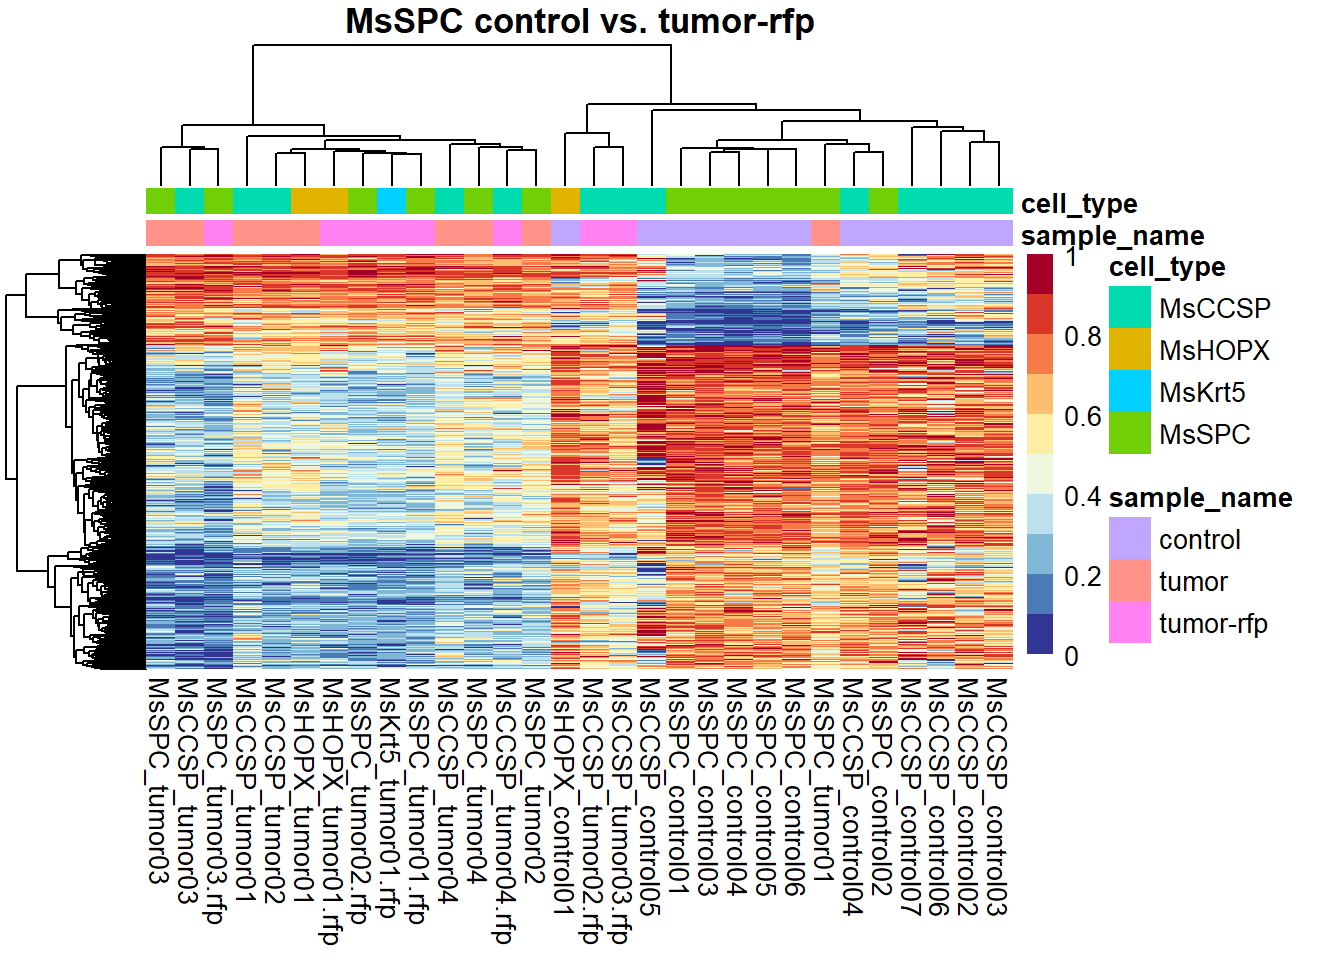 MsSPC control vs. tumor-rfp
cell_type
sample_name
1
0.8
0.6
0.4
0.2
0
cell_type
MsCCSP
MsHOPX
MsKrt5
MsSPC
sample_name
control
tumor
tumor-rfp
MsSPC_tumor03
MsCCSP_tumor03
MsSPC_tumor03.rfp
MsCCSP_tumor01
MsCCSP_tumor02
MsHOPX_tumor01
MsHOPX_tumor01.rfp
MsSPC_tumor02.rfp
MsKrt5_tumor01.rfp
MsSPC_tumor01.rfp
MsCCSP_tumor04
MsSPC_tumor04
MsCCSP_tumor04.rfp
MsSPC_tumor02
MsHOPX_control01
MsCCSP_tumor02.rfp
MsCCSP_tumor03.rfp
MsCCSP_control05
MsSPC_control01
MsSPC_control03
MsSPC_control04
MsSPC_control05
MsSPC_control06
MsSPC_tumor01
MsCCSP_control04
MsSPC_control02
MsCCSP_control07
MsCCSP_control06
MsCCSP_control02
MsCCSP_control03